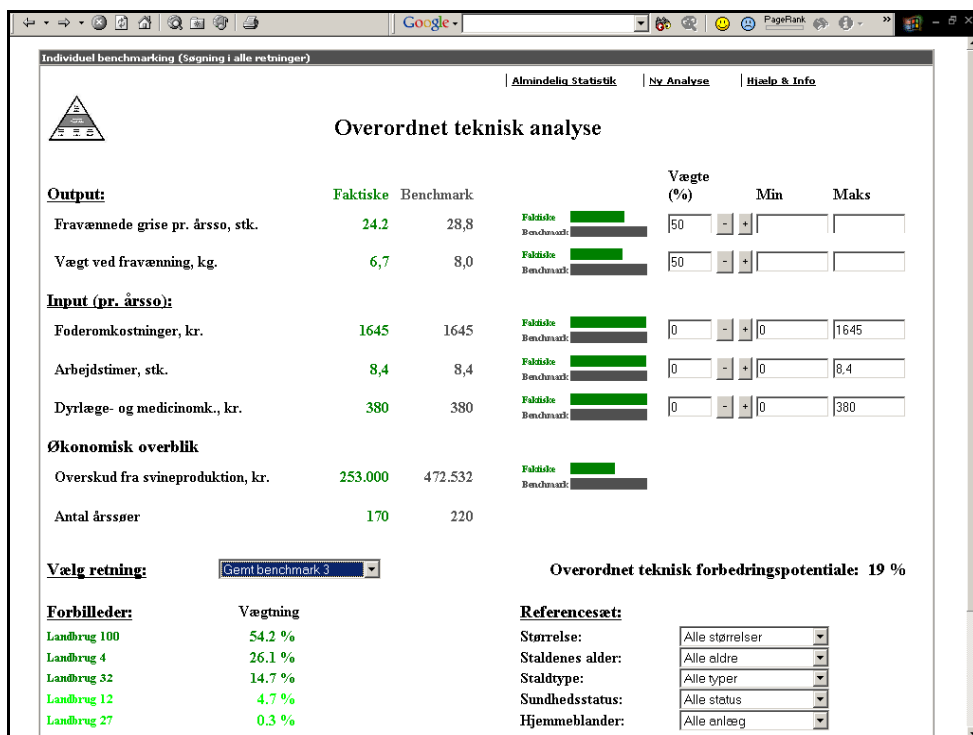 Google
PageRank
Individuel benchmarking (Søgning i alle retninger)
Almindelig Statistik
Ny Analyse
Hjælp & Info
Overordnet teknisk analyse
Vægte (%)
Min
Maks
Output:
Faktiske
Benchmark
Fravænnede grise pr. årsso, stk.
24.2
28,8
Faktiske
Benchmark
50
- +
Vægt ved fravænning, kg.
6,7
8,0
Faktiske
Benchmark
50
- +
Input (pr. årsso):
Foderomkostninger, kr.
1645
1645
Faktiske
Benchmark
0
- +
0
1645
Arbejdstimer, stk.
8,4
8,4
Faktiske
Benchmark
0
- +
0
8,4
Dyrlæge- og medicinomk., kr.
380
380
Faktiske
Benchmark
0
- +
0
380
Økonomisk overblik
Overskud fra svineproduktion, kr.
253.000
472.532
Faktiske
Benchmark
Antal årssøer
170
220
Vælg retning:
Gemt benchmark 3
Overordnet teknisk forbedringspotentiale: 19 %
Forbilleder:
Vægtning
Landbrug 100
54.2 %
Landbrug 4
26.1 %
Landbrug 32
14.7 %
Landbrug 12
4.7 %
Landbrug 27
0.3 %
Referencesæt:
Størrelse:
Alle størrelser
Staldenes alder:
Alle aldre
Staldtype:
Alle typer
Sundhedsstatus:
Alle status
Hjemmeblander:
Alle anlæg